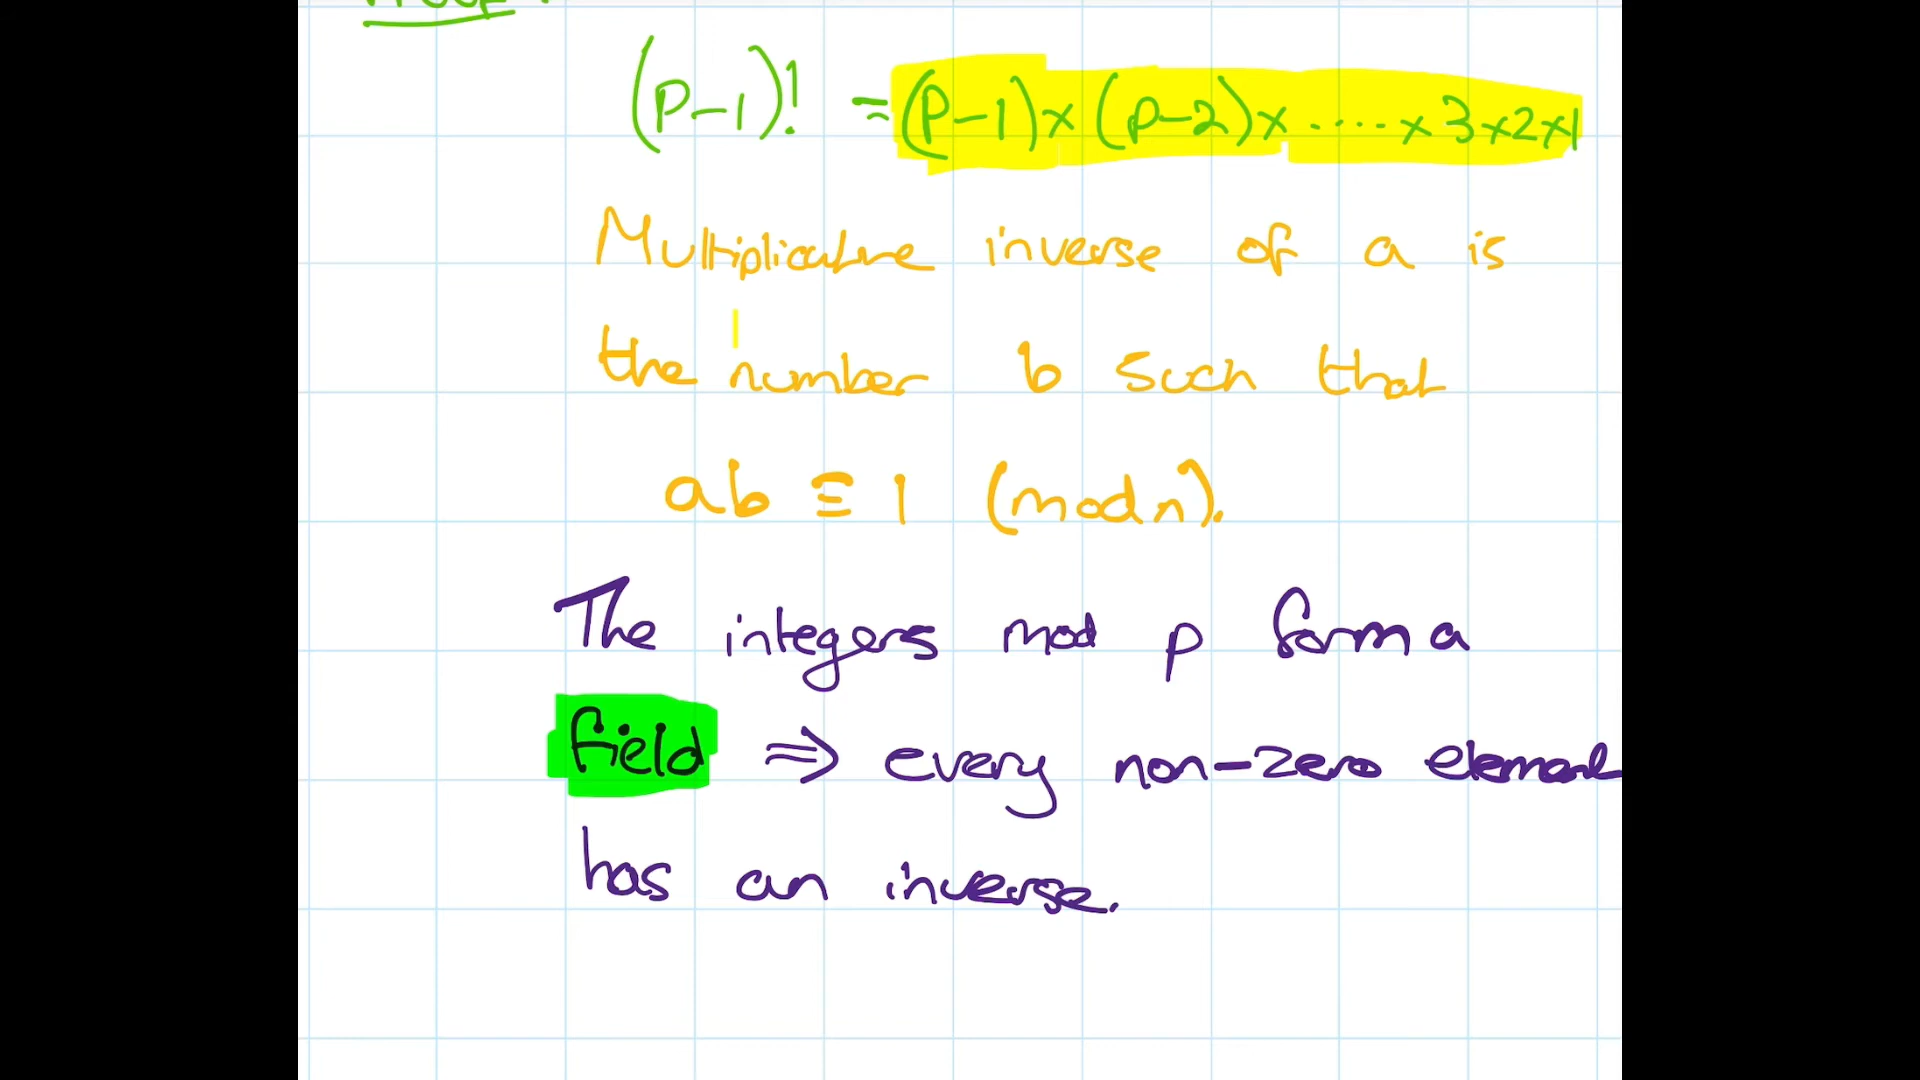 (p-1)! = (p-1) x (p-2) x ..... x 3 x 2 x 1
Multiplicative inverse of a is
the number b such that
ab ≡ 1 (mod n).
The integers mod p form a
field ⇒ every non-zero element
has an inverse.